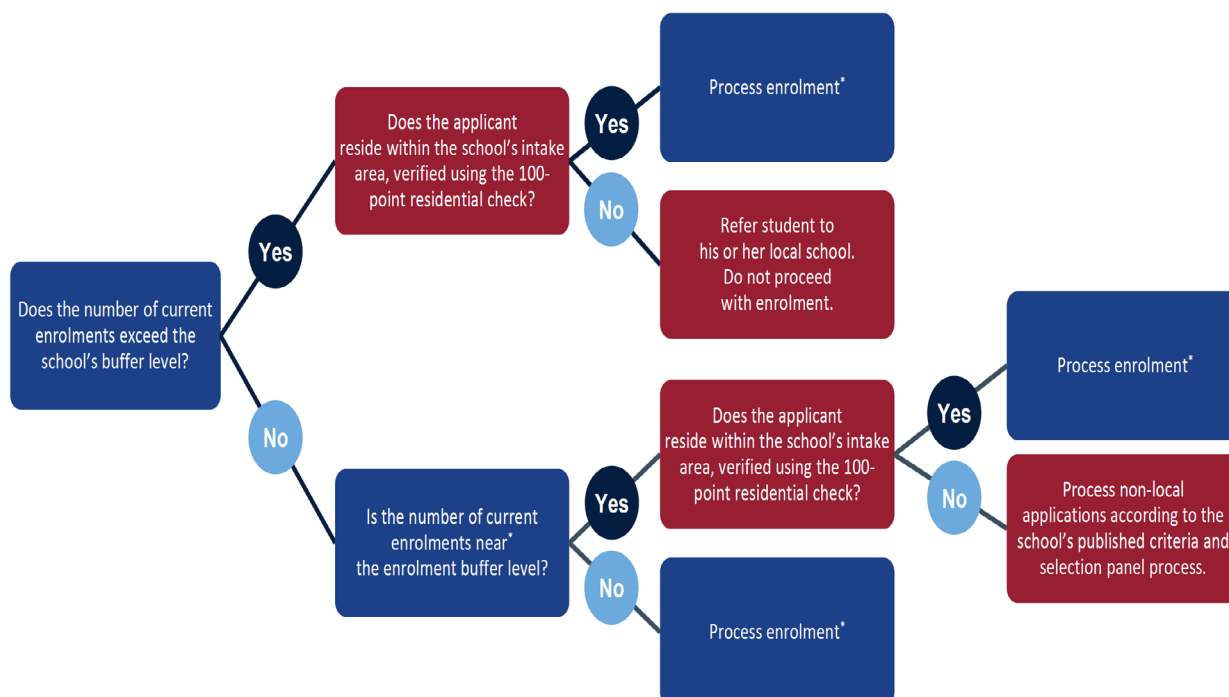 Does the number of current
enrolments exceed the
school's buffer level?
Yes
Does the applicant
reside within the school's intake
area, verified using the 100-
point residential check?
Yes
Process enrolment*
No
Refer student to
his or her local school.
Do not proceed
with enrolment.
No
Is the number of current
enrolments near*
the enrolment buffer level?
Yes
Does the applicant
reside within the school's intake
area, verified using the 100-
point residential check?
Yes
Process enrolment*
No
Process non-local
applications according to the
school's published criteria and
selection panel process.
No
Process enrolment*